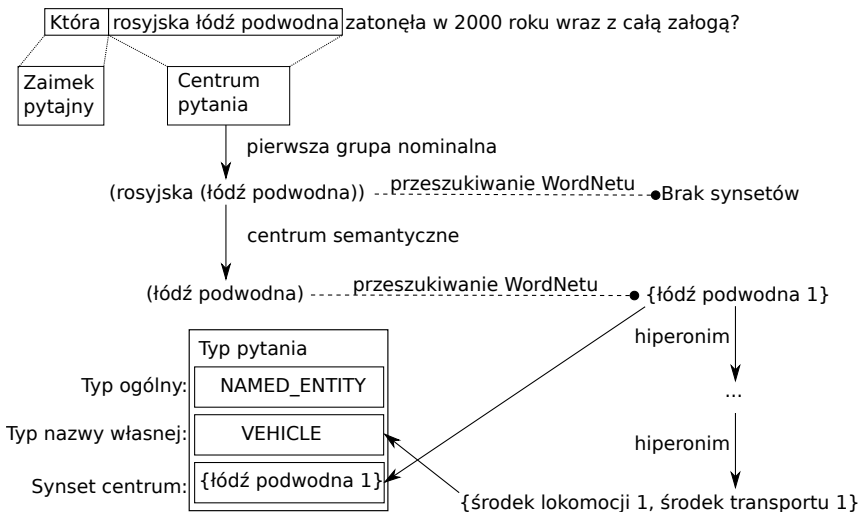 Która rosyjska łódź podwodna zatonęła w 2000 roku wraz z całą załogą?
Zaimek
pytajny
Centrum
pytania
pierwsza grupa nominalna
(rosyjska (łódź podwodna))
przeszukiwanie WordNetu
Brak synsetów
centrum semantyczne
(łódź podwodna)
przeszukiwanie WordNetu
{łódź podwodna 1}
hiperonim
...
hiperonim
{środek lokomocji 1, środek transportu 1}
Typ pytania
Typ ogólny:
NAMED_ENTITY
Typ nazwy własnej:
VEHICLE
Synset centrum:
{łódź podwodna 1}